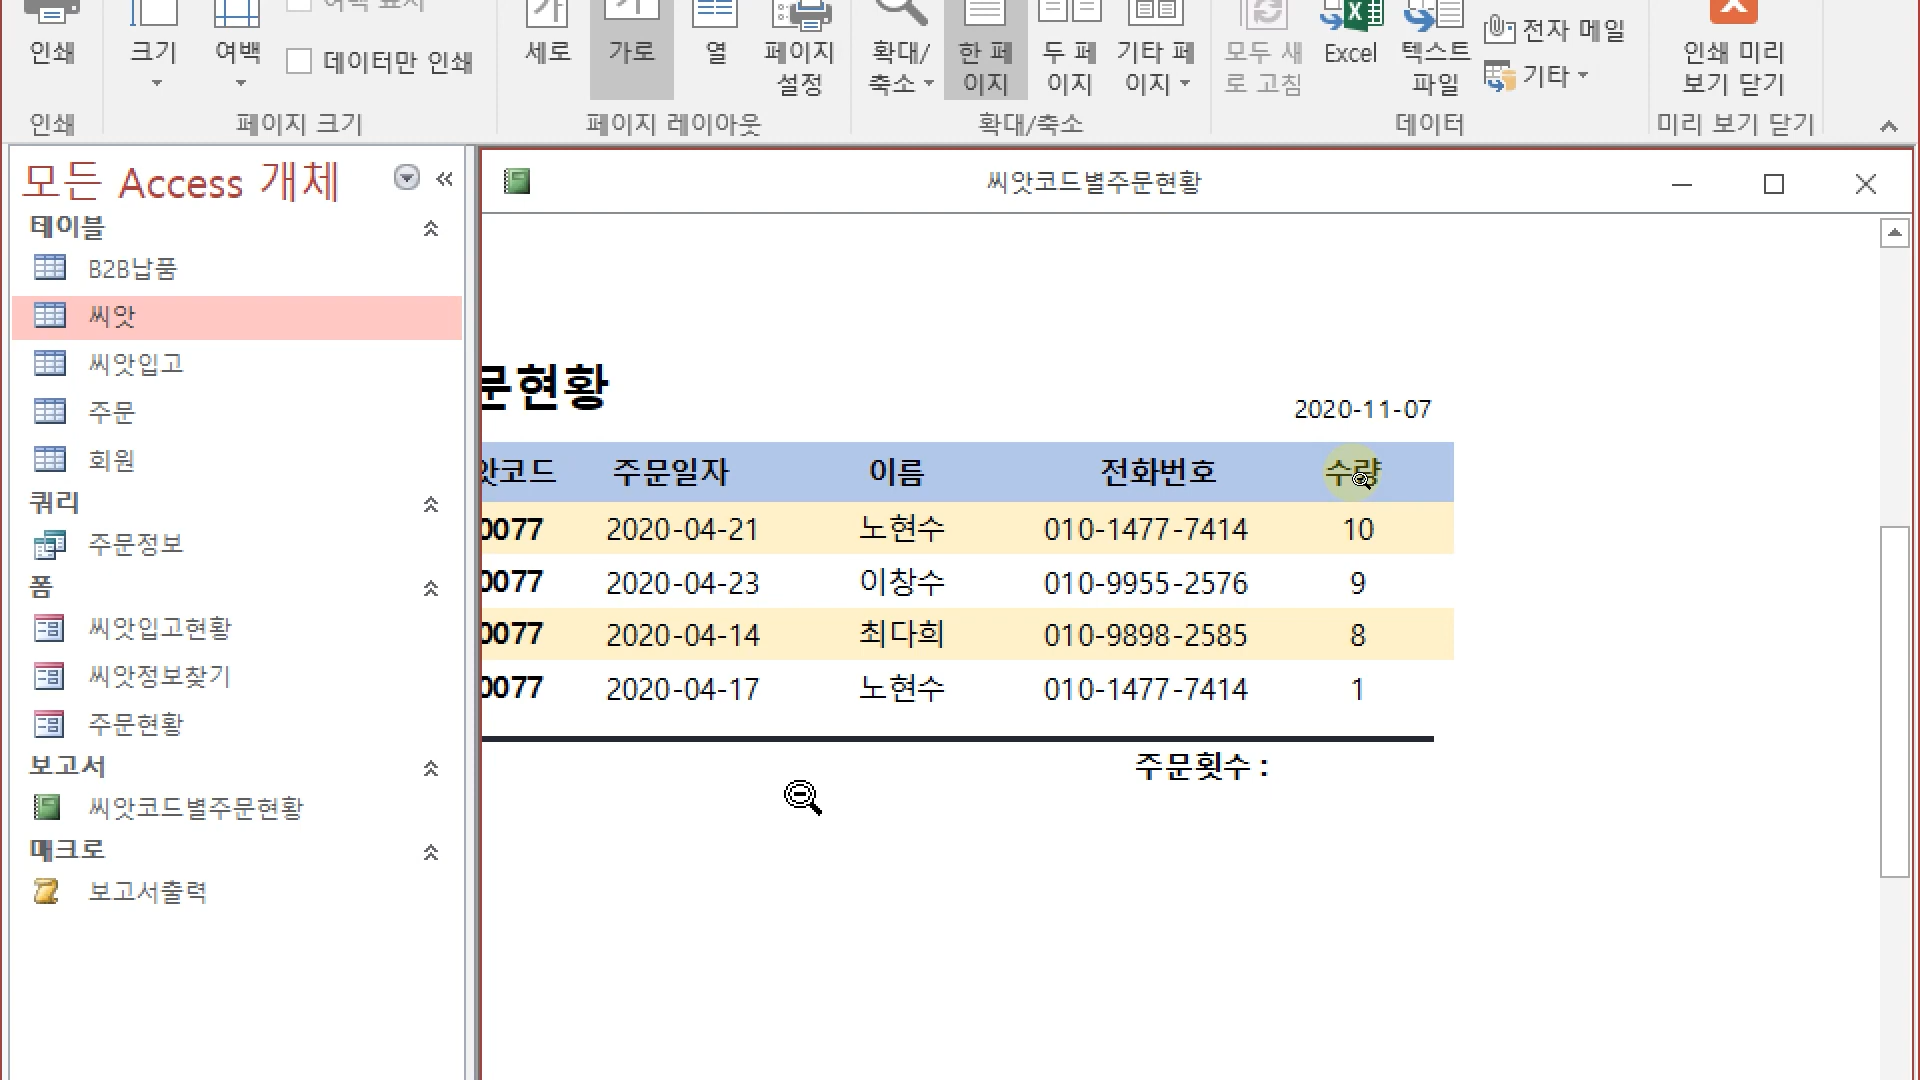 여백 표시
인쇄
크기
여백
데이터만 인쇄
세로
가로
열
페이지
설정
확대/
축소
한 페
이지
두 페
이지
기타 페
이지
모두 새
로 고침
Excel
텍스트
파일
전자 메일
기타
인쇄 미리
보기 닫기
인쇄
페이지 크기
페이지 레이아웃
확대/축소
데이터
미리 보기 닫기
모든 Access 개체
테이블
B2B납품
씨앗
씨앗입고
주문
회원
쿼리
주문정보
폼
씨앗입고현황
씨앗정보찾기
주문현황
보고서
씨앗코드별주문현황
매크로
보고서출력
씨앗코드별주문현황
문현황
2020-11-07
앗코드 주문일자 이름 전화번호 수량
0077 2020-04-21 노현수 010-1477-7414 10
0077 2020-04-23 이창수 010-9955-2576 9
0077 2020-04-14 최다희 010-9898-2585 8
0077 2020-04-17 노현수 010-1477-7414 1
주문횟수 :